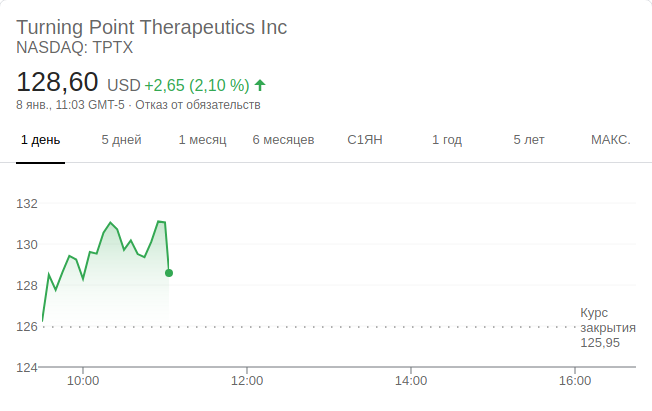 Turning Point Therapeutics Inc
NASDAQ: TPTX
128,60 USD +2,65 (2,10 %)
8 янв., 11:03 GMT-5 · Отказ от обязательств
1 день 5 дней 1 месяц 6 месяцев С1ЯН 1 год 5 лет МАКС.
132
130
128
126
124
Курс
закрытия
125,95
10:00 12:00 14:00 16:00